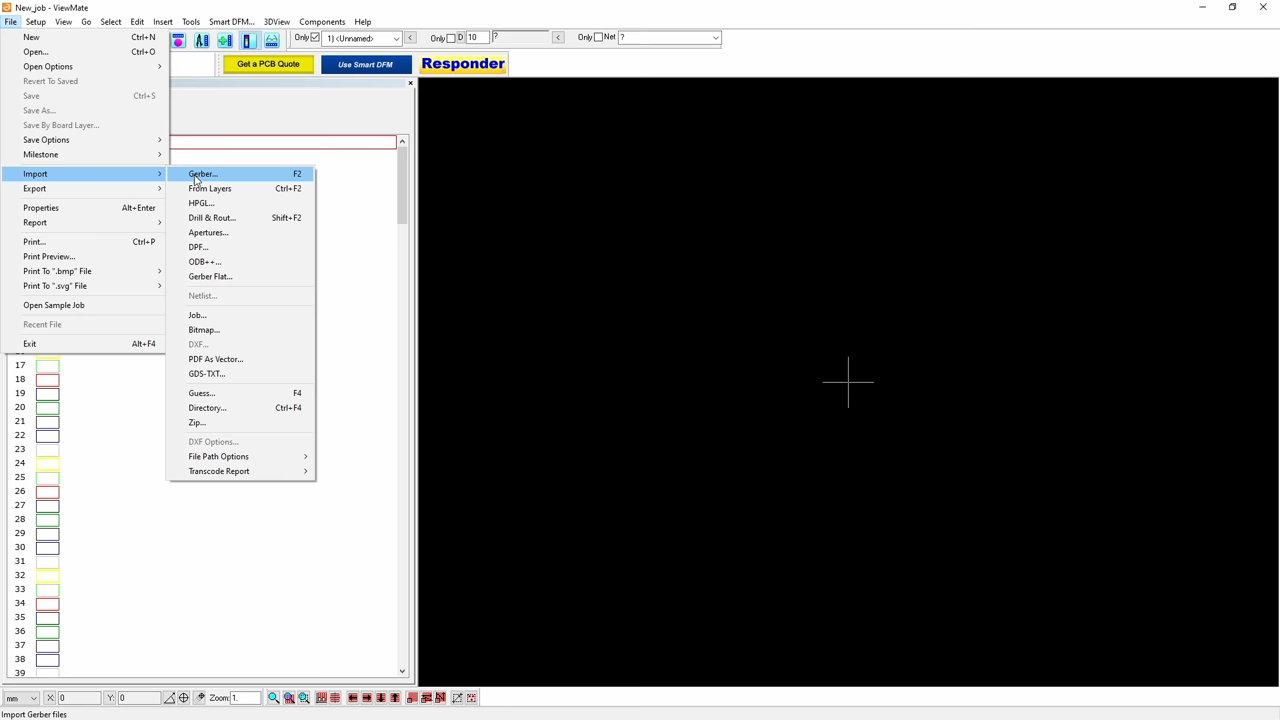 New_job - ViewMate
File Setup View Go Select Edit Insert Tools Smart DFM... 3DView Components Help
Only 1) <Unnamed> < Only D 10 ? < Only Net ?
Get a PCB Quote Use Smart DFM Responder
New Ctrl+N
Open... Ctrl+O
Open Options
Revert To Saved
Save Ctrl+S
Save As...
Save By Board Layer...
Save Options
Milestone
Import
Export
Properties Alt+Enter
Report
Print... Ctrl+P
Print Preview...
Print To ".bmp" File
Print To ".svg" File
Open Sample Job
Recent File
Exit Alt+F4
Gerber... F2
From Layers Ctrl+F2
HPGL...
Drill & Rout... Shift+F2
Apertures...
DPF...
ODB++...
Gerber Flat...
Netlist...
Job...
Bitmap...
DXF...
PDF As Vector...
GDS-TXT...
Guess... F4
Directory... Ctrl+F4
Zip...
DXF Options...
File Path Options
Transcode Report
17
18
19
20
21
22
23
24
25
26
27
28
29
30
31
32
33
34
35
36
37
38
39
mm X: 0 Y: 0 Zoom: 1.
Import Gerber files